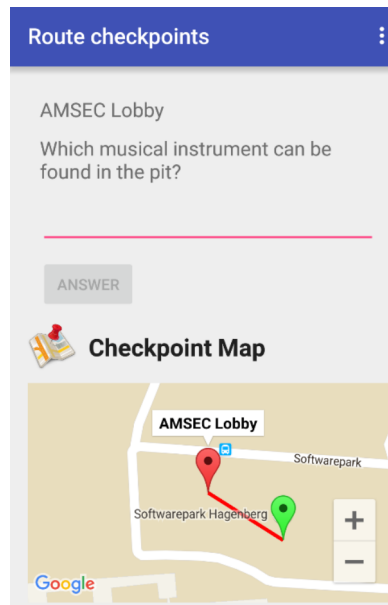 Route checkpoints
AMSEC Lobby
Which musical instrument can be
found in the pit?
ANSWER
Checkpoint Map
AMSEC Lobby
Softwarepark
Softwarepark Hagenberg
+
−
Google